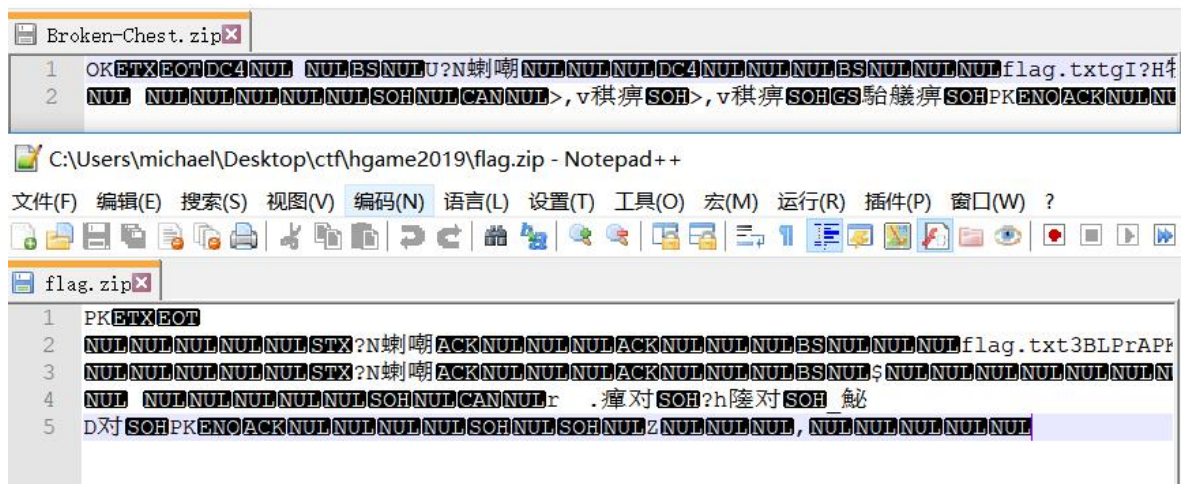 Broken-Chest.zip
1 OKETXEOTDC4NUL NULBSNULU?N蝲嘲NULNULNULDC4NULNULNULBSNULNULNULflag.txtgI?H
2 NUL NULNULNULNULNULSOHNULCANNUL>,v稘痹SOH>,v稘痹SOHGS駘艤痹SOHPKENQACKNULNU
C:\Users\michael\Desktop\ctf\hgame2019\flag.zip - Notepad++
文件(F) 编辑(E) 搜索(S) 视图(V) 编码(N) 语言(L) 设置(T) 工具(O) 宏(M) 运行(R) 插件(P) 窗口(W) ?
flag.zip
1 PKETXEOT
2 NULNULNULNULNULSTX?N蝲嘲ACKNULNULNULACKNULNULNULBSNULNULNULflag.txt3BLPrAPK
3 NULNULNULNULNULSTX?N蝲嘲ACKNULNULNULACKNULNULNULBSNUL$NULNULNULNULNULNULN
4 NUL NULNULNULNULNULSOHNULCANNULr .瘇对SOH?h隓对SOH_鮅
5 D对SOHPKENQACKNULNULNULNULSOHNULSOHNULZNULNULNUL,NULNULNULNULNULNUL